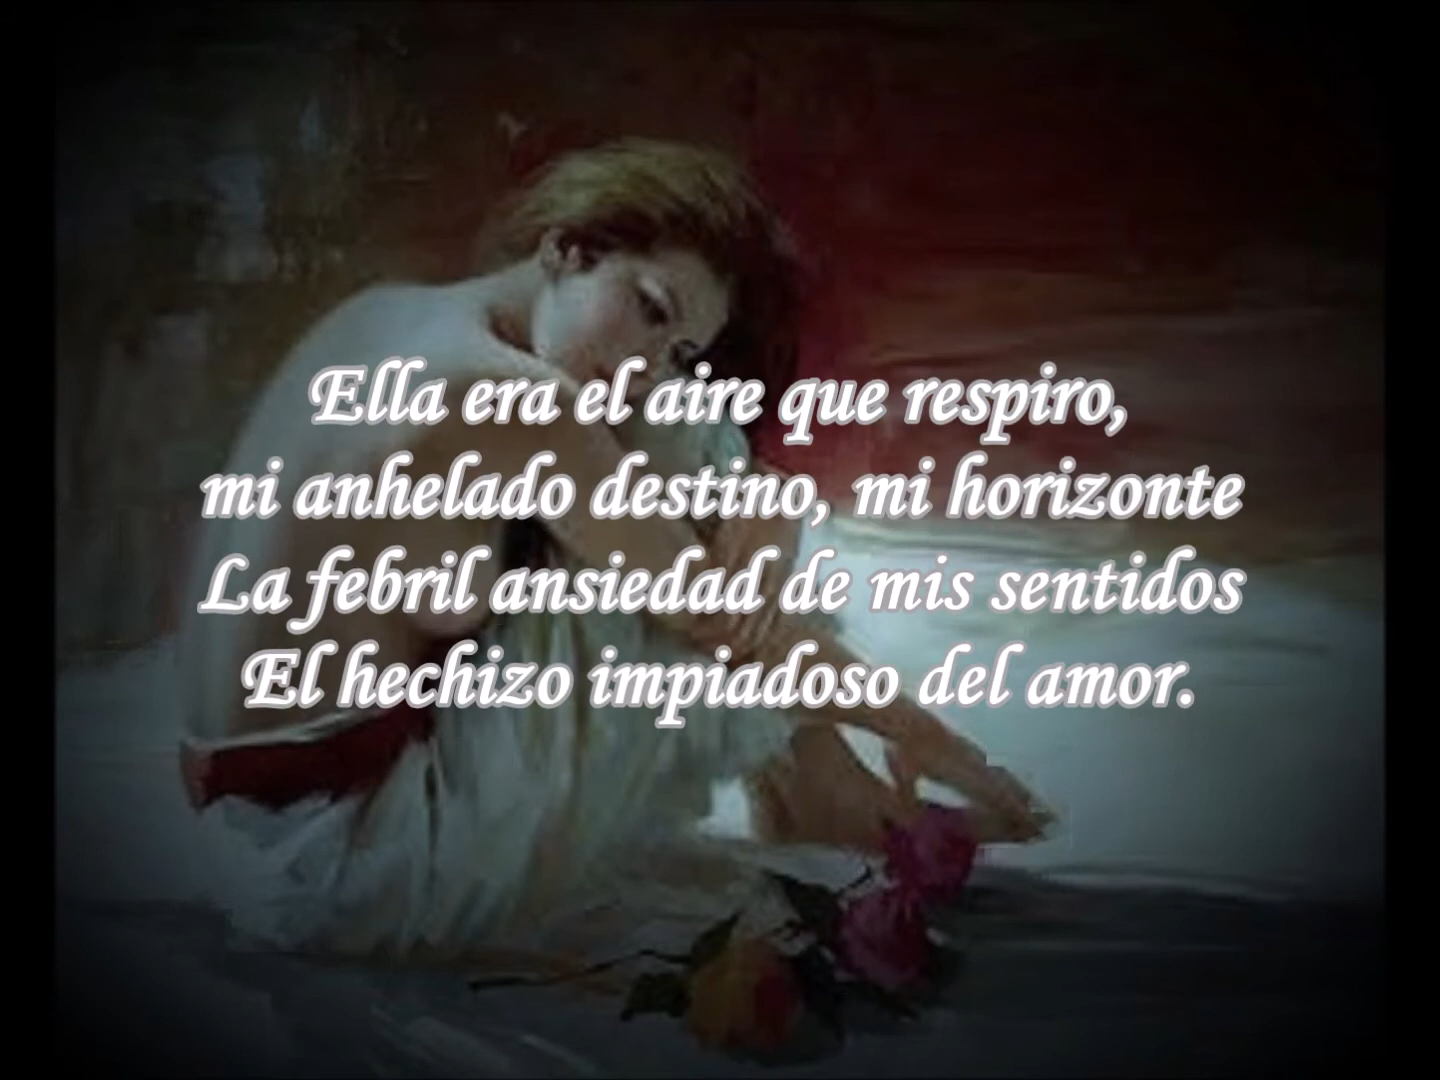 Ella era el aire que respiro,
mi anhelado destino, mi horizonte
La febril ansiedad de mis sentidos
El hechizo impiadoso del amor.